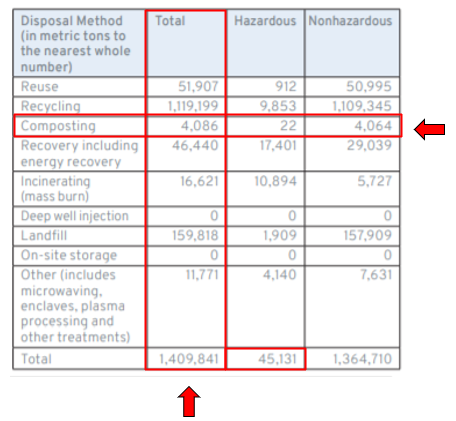 Disposal Method Total Hazardous Nonhazardous
(in metric tons to
the nearest whole
number)
Reuse 51,907 912 50,995
Recycling 1,119,199 9,853 1,109,345
Composting 4,086 22 4,064
Recovery including 46,440 17,401 29,039
energy recovery
Incinerating 16,621 10,894 5,727
(mass burn)
Deep well injection 0 0 0
Landfill 159,818 1,909 157,909
On-site storage 0 0 0
Other (includes 11,771 4,140 7,631
microwaving,
enclaves, plasma
processing and
other treatments)
Total 1,409,841 45,131 1,364,710